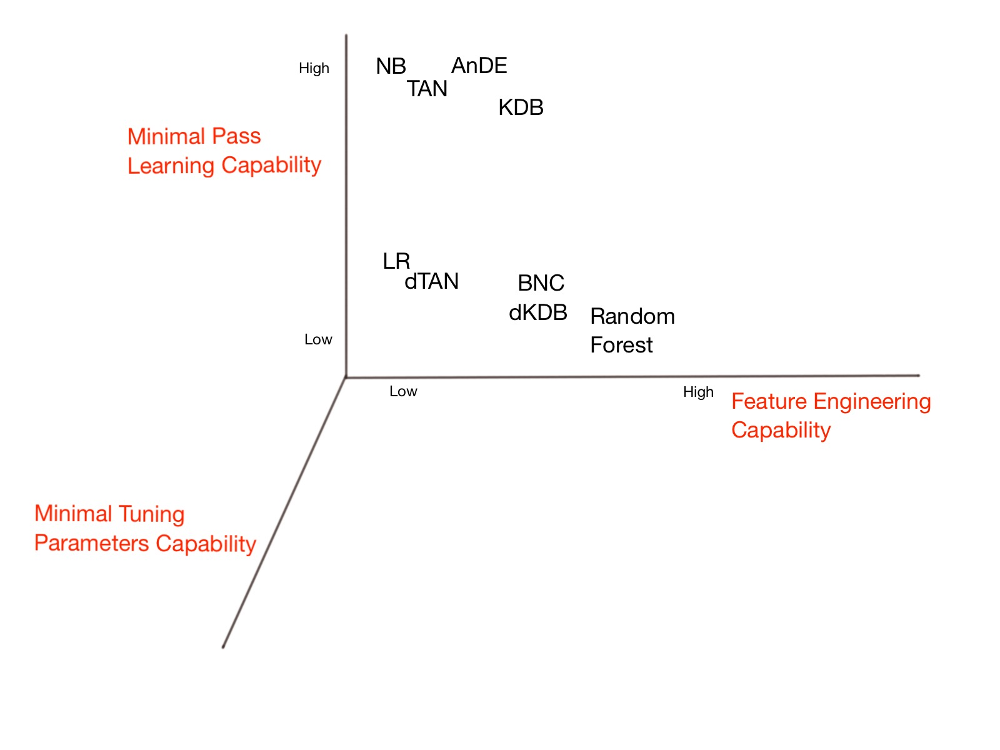 High
NB
AnDE
TAN
KDB
Minimal Pass
Learning Capability
LR
dTAN
BNC
dKDB
Random
Forest
Low
Low
High
Feature Engineering
Capability
Minimal Tuning
Parameters Capability